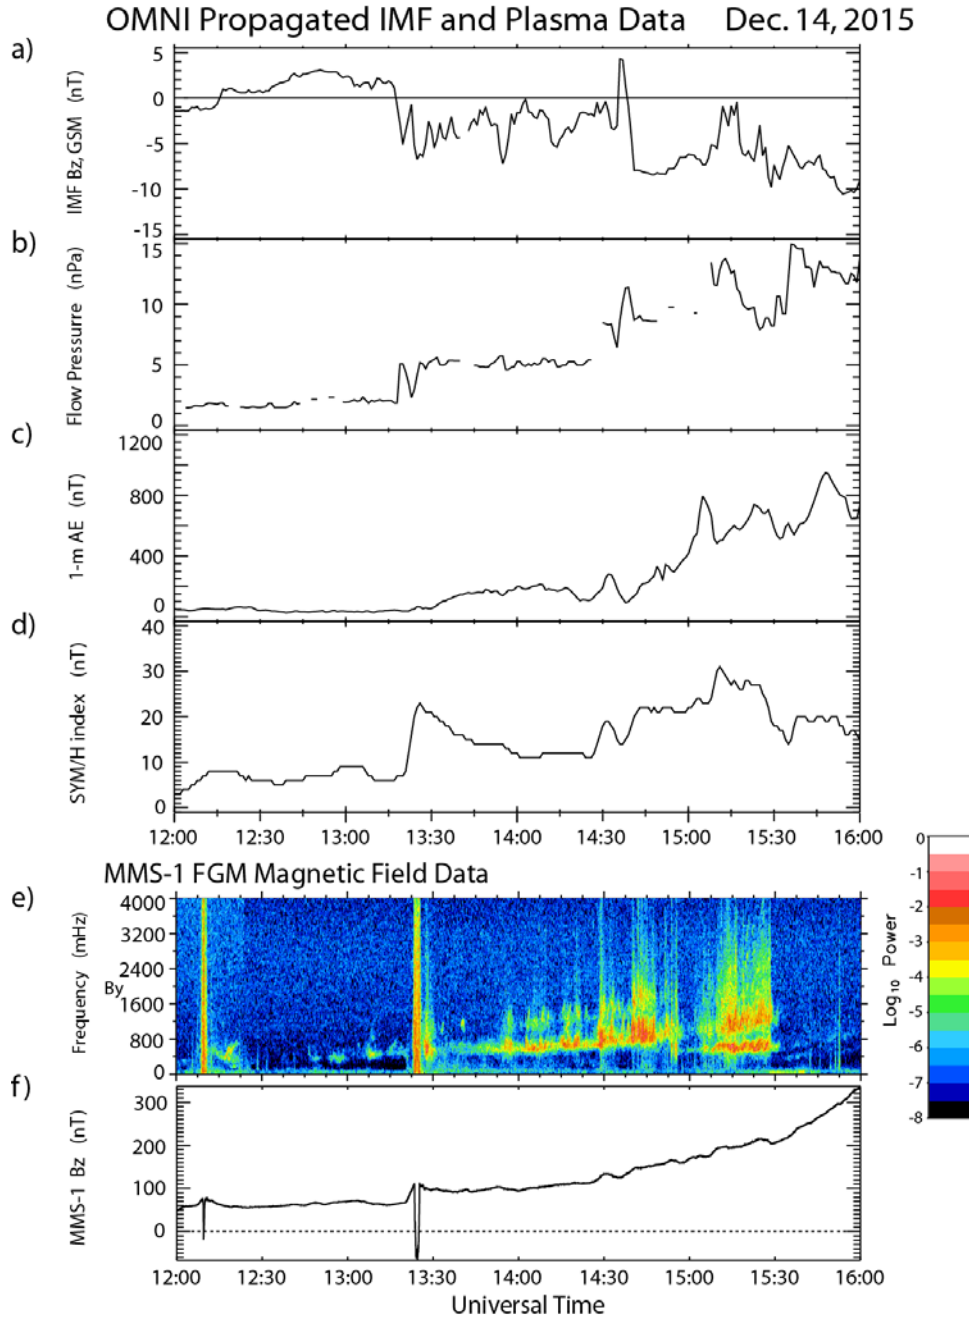 OMNI Propagated IMF and Plasma Data Dec. 14, 2015
a)
IMF Bz, GSM (nT)
5
0
-5
-10
-15
b)
Flow Pressurre (nPa)
15
10
5
0
c)
1-m AE (nT)
1200
800
400
0
d)
SYM/H index (nT)
40
30
20
10
0
12:00 12:30 13:00 13:30 14:00 14:30 15:00 15:30 16:00
MMS-1 FGM Magnetic Field Data
e)
Frequency (mHz)
By
4000
3200
2400
1600
800
0
0
-1
-2
-3
-4
-5
-6
-7
-8
Log10 Power
f)
MMS-1 Bz (nT)
300
200
100
0
12:00 12:30 13:00 13:30 14:00 14:30 15:00 15:30 16:00
Universal Time